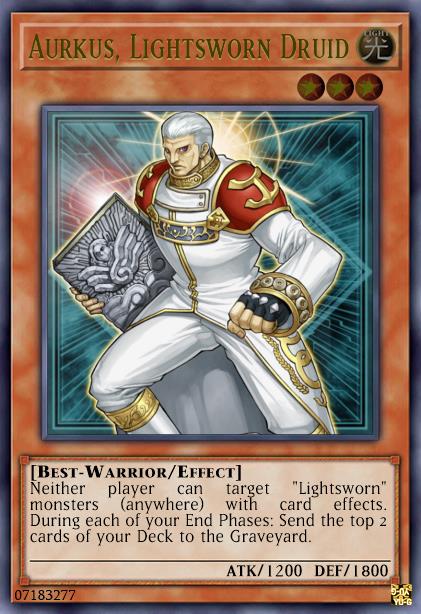 Aurkus, Lightsworn Druid
LIGHT
光
[Best-Warrior/Effect]
Neither player can target "Lightsworn"
monsters (anywhere) with card effects.
During each of your End Phases: Send the top 2
cards of your Deck to the Graveyard.
ATK/1200 DEF/1800
07183277